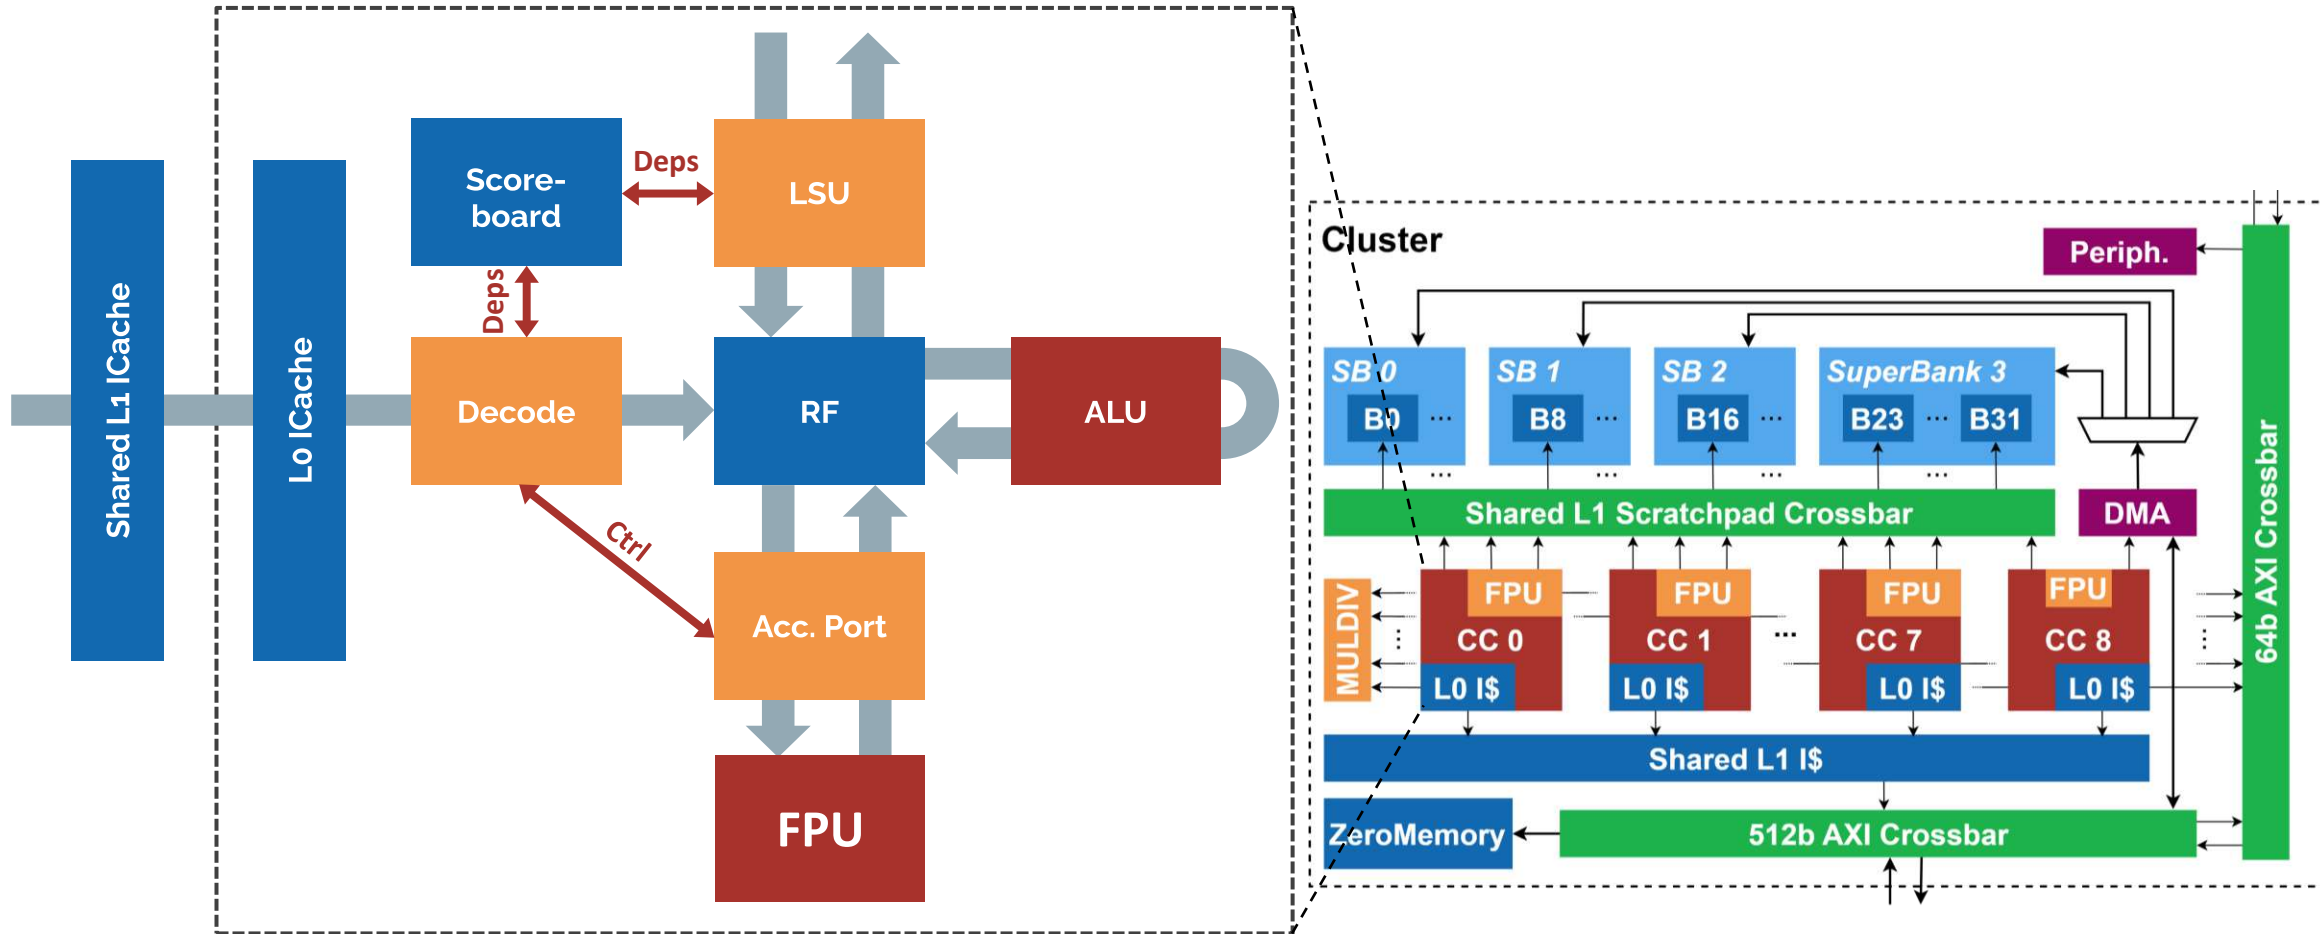 Shared L1 ICache
L0 ICache
Score-
board
Deps
LSU
Deps
Decode
RF
ALU
Ctrl
Acc. Port
FPU
Cluster
Periph.
SB 0
SB 1
SB 2
SuperBank 3
B0
...
B8
...
B16
...
B23
...
B31
...
...
...
...
Shared L1 Scratchpad Crossbar
DMA
64b AXI Crossbar
MULDIV
FPU
FPU
FPU
FPU
CC 0
CC 1
...
CC 7
CC 8
L0 I$
L0 I$
L0 I$
L0 I$
Shared L1 I$
ZeroMemory
512b AXI Crossbar